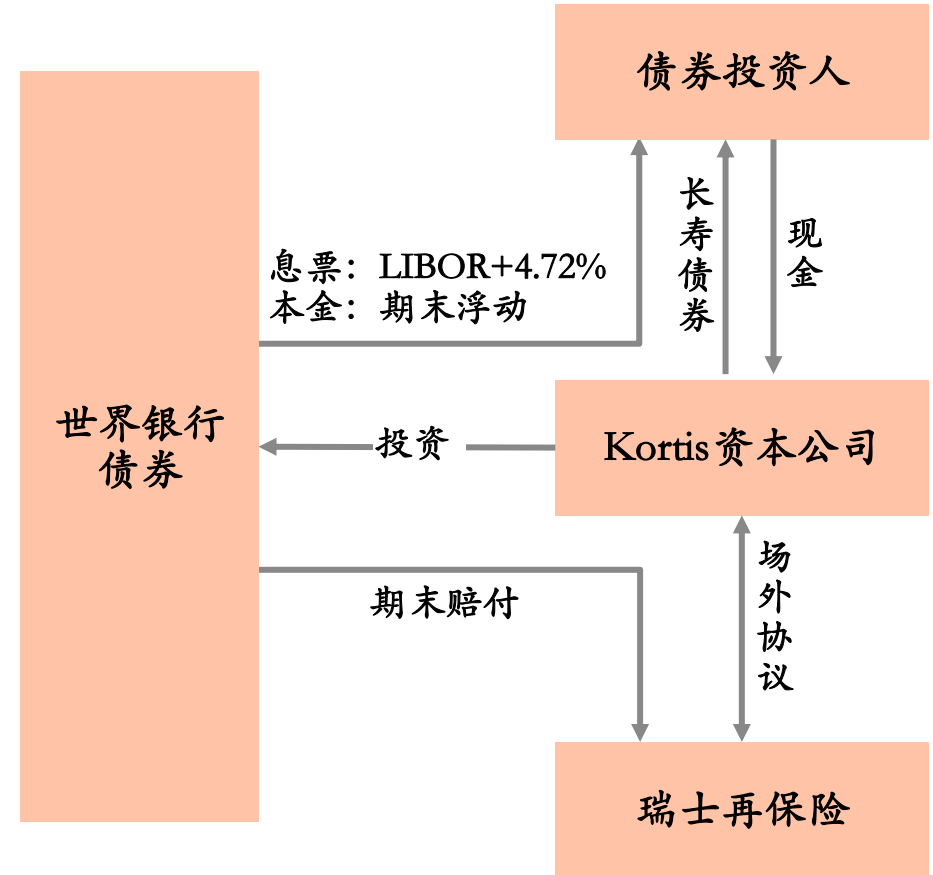 债券投资人
长寿债券
现金
息票：LIBOR+4.72%
本金：期末浮动
世界银行
债券
投资
Kortis资本公司
期末赔付
场外协议
瑞士再保险